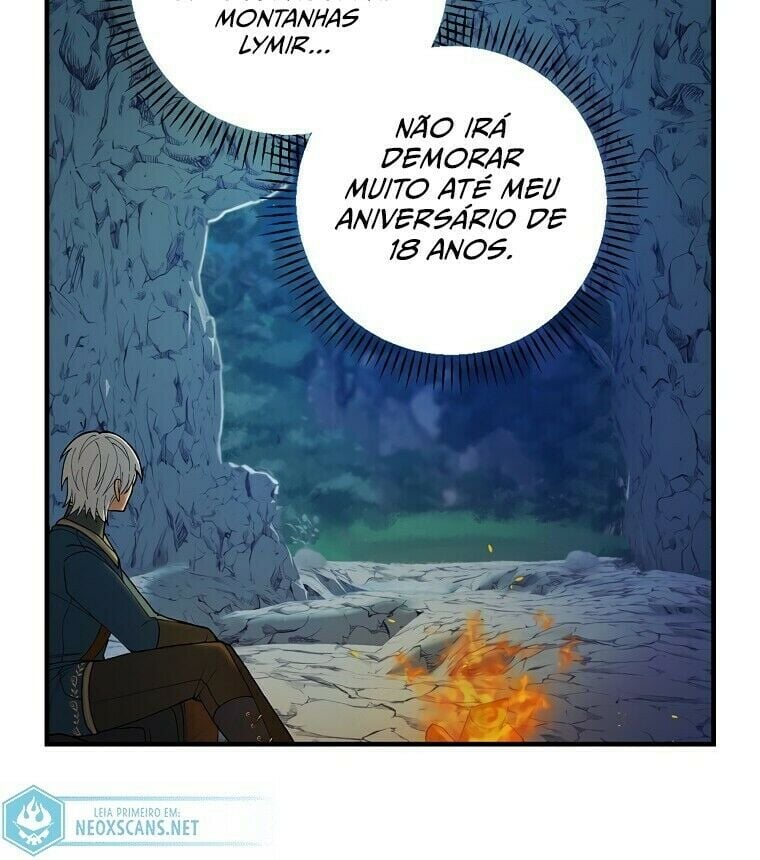 MONTANHAS
LYMIR...
NÃO IRÁ
DEMORAR
MUITO ATÉ MEU
ANIVERSÁRIO DE
18 ANOS.
LEIA PRIMEIRO EM:
NEOXSCANS.NET